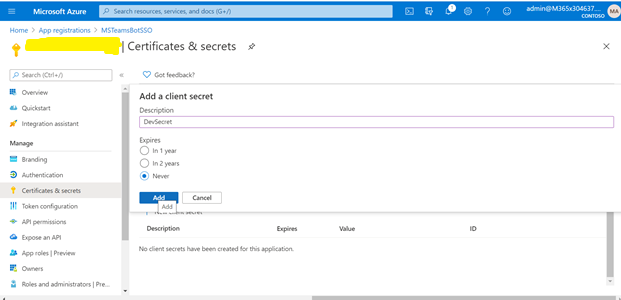 Microsoft Azure
Search resources, services, and docs (G+/)
1
admin@M365x304637....
CONTOSO
MA
Home > App registrations > MSTeamsBotSSO
| Certificates & secrets
Search (Ctrl+/)
Got feedback?
Overview
Quickstart
Integration assistant
Manage
Branding
Authentication
Certificates & secrets
Token configuration
API permissions
Expose an API
App roles | Preview
Owners
Roles and administrators | Pre...
Add a client secret
Description
DevSecret
Expires
In 1 year
In 2 years
Never
Add
Cancel
Add
New client secret
Description
Expires
Value
ID
No client secrets have been created for this application.